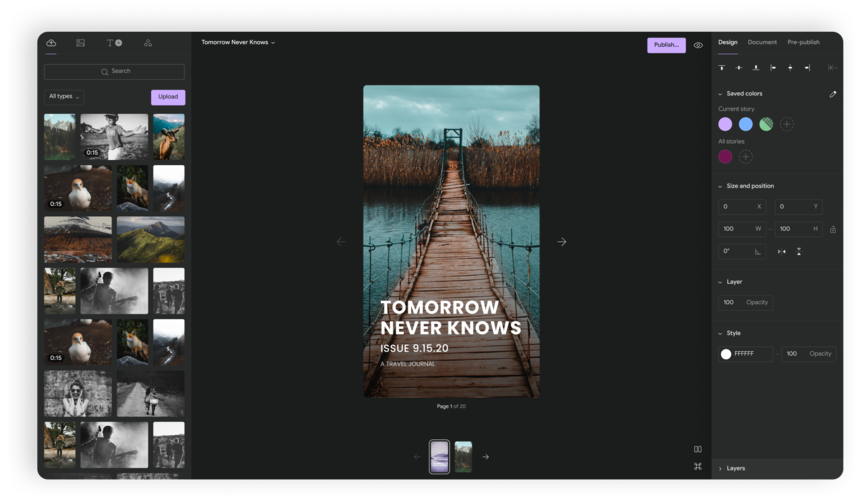 Search
All types
Upload
0:15
0:15
0:15
Tomorrow Never Knows
Publish...
TOMORROW
NEVER KNOWS
ISSUE 9.15.20
A TRAVEL JOURNAL
Page 1 of 20
Design Document Pre-publish
Saved colors
Current story
All stories
Size and position
0 X 0 Y
100 W 100 H
0°
Layer
100 Opacity
Style
FFFFFF 100 Opacity
Layers